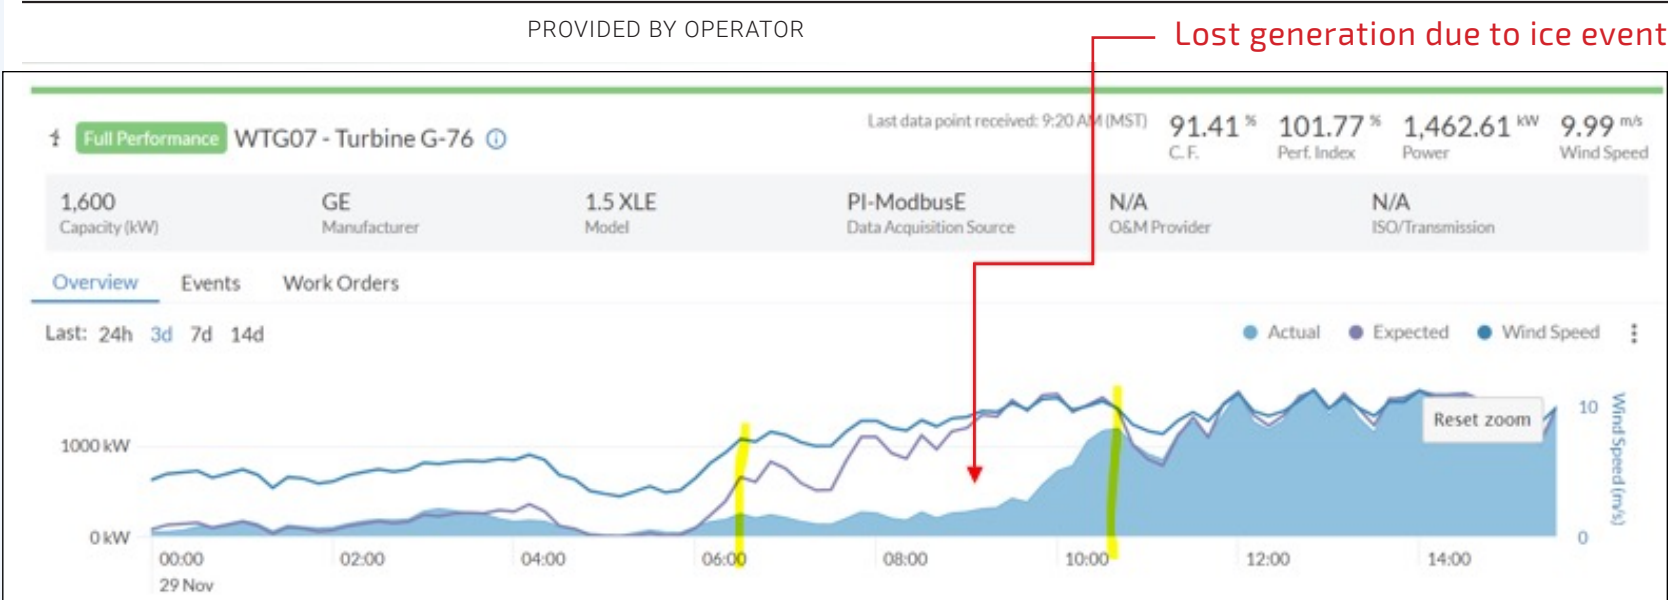 PROVIDED BY OPERATOR
Lost generation due to ice event
Full Performance WTG07 - Turbine G-76
Last data point received: 9:20 AM (MST)
91.41 % 101.77 % 1,462.61 kW 9.99 m/s
C. F. Perf. Index Power Wind Speed
1,600 GE 1.5 XLE PI-ModbusE N/A N/A
Capacity (kW) Manufacturer Model Data Acquisition Source O&M Provider ISO/Transmission
Overview Events Work Orders
Last: 24h 3d 7d 14d
Actual Expected Wind Speed
Reset zoom
1000 kW
0 kW
10
0
Wind Speed (m/s)
00:00 02:00 04:00 06:00 08:00 10:00 12:00 14:00
29 Nov